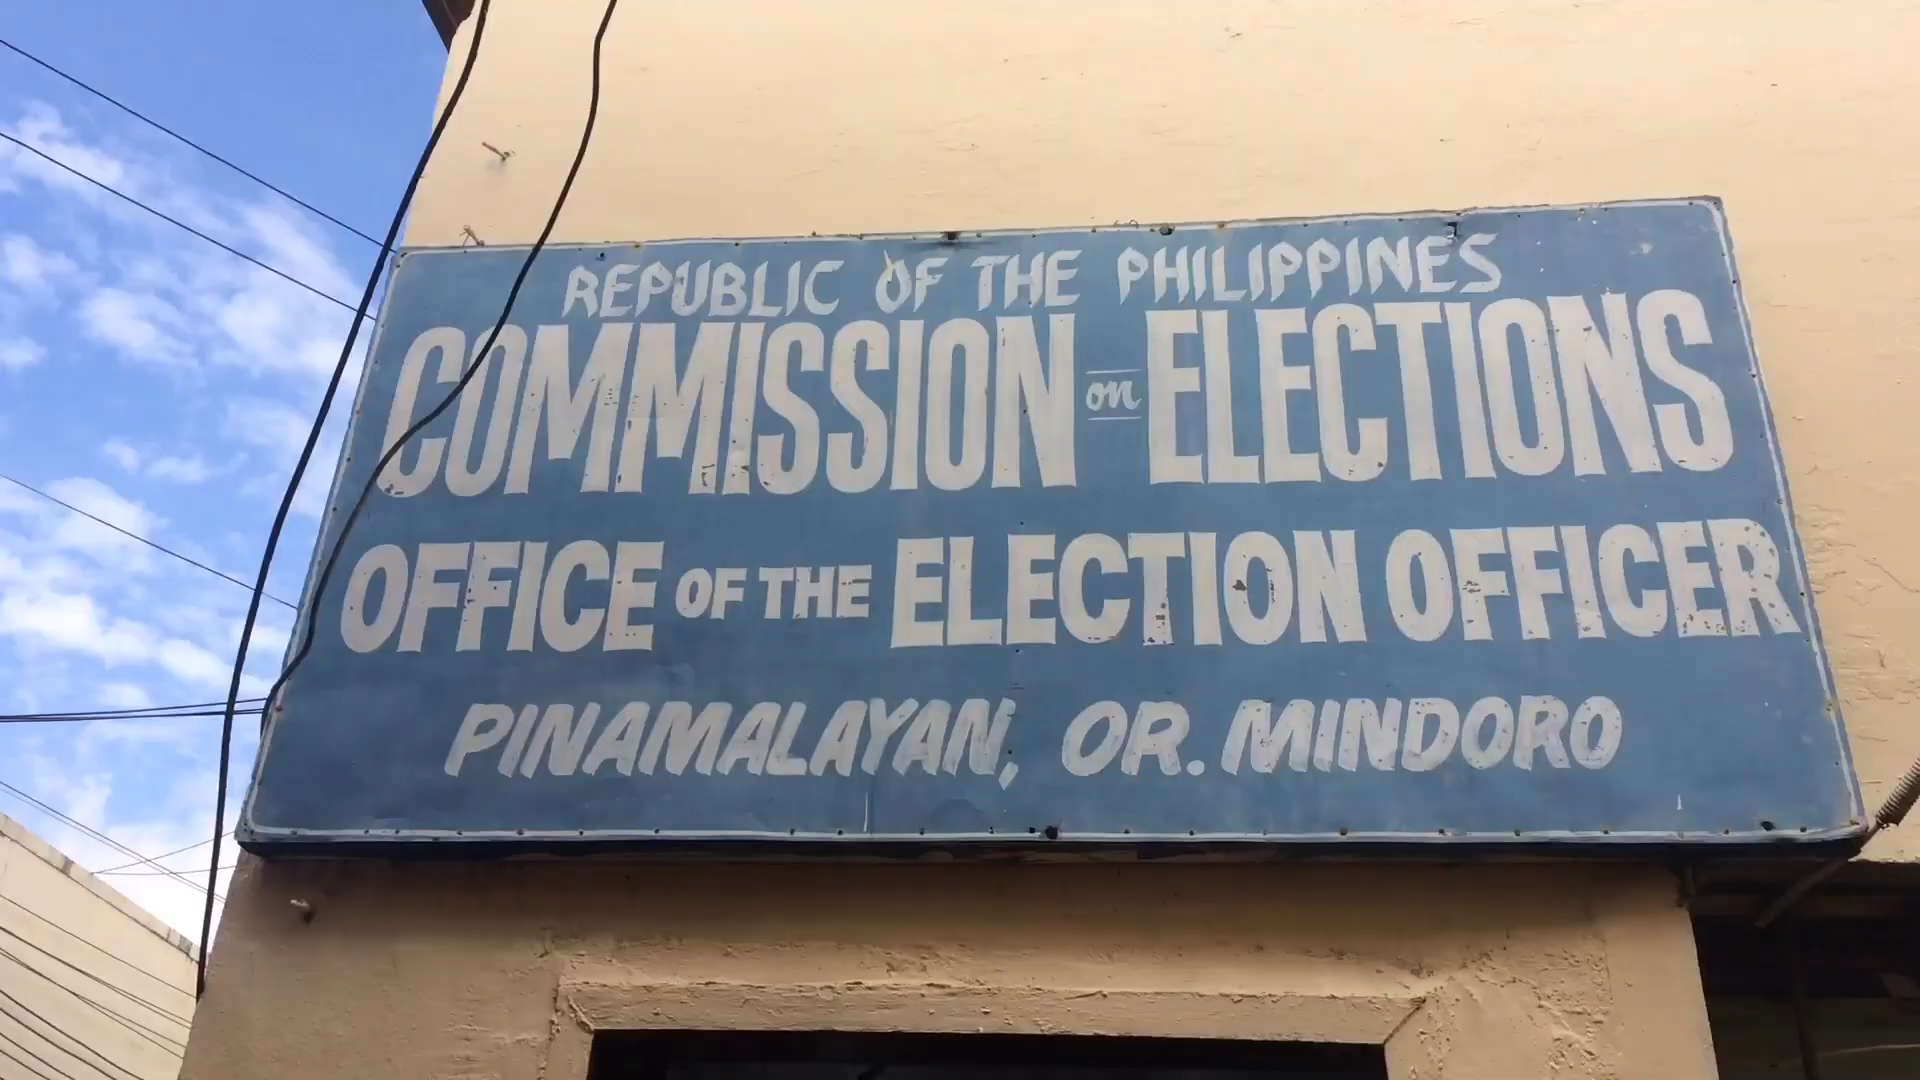 REPUBLIC OF THE PHILIPPINES
COMMISSION on ELECTIONS
OFFICE OF THE ELECTION OFFICER
PINAMALAYAN, OR. MINDORO